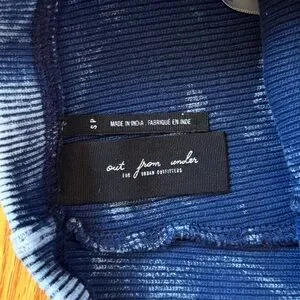 S P
MADE IN INDIA . FABRIQUÉ EN INDE
out from under
FOR URBAN OUTFITTERS